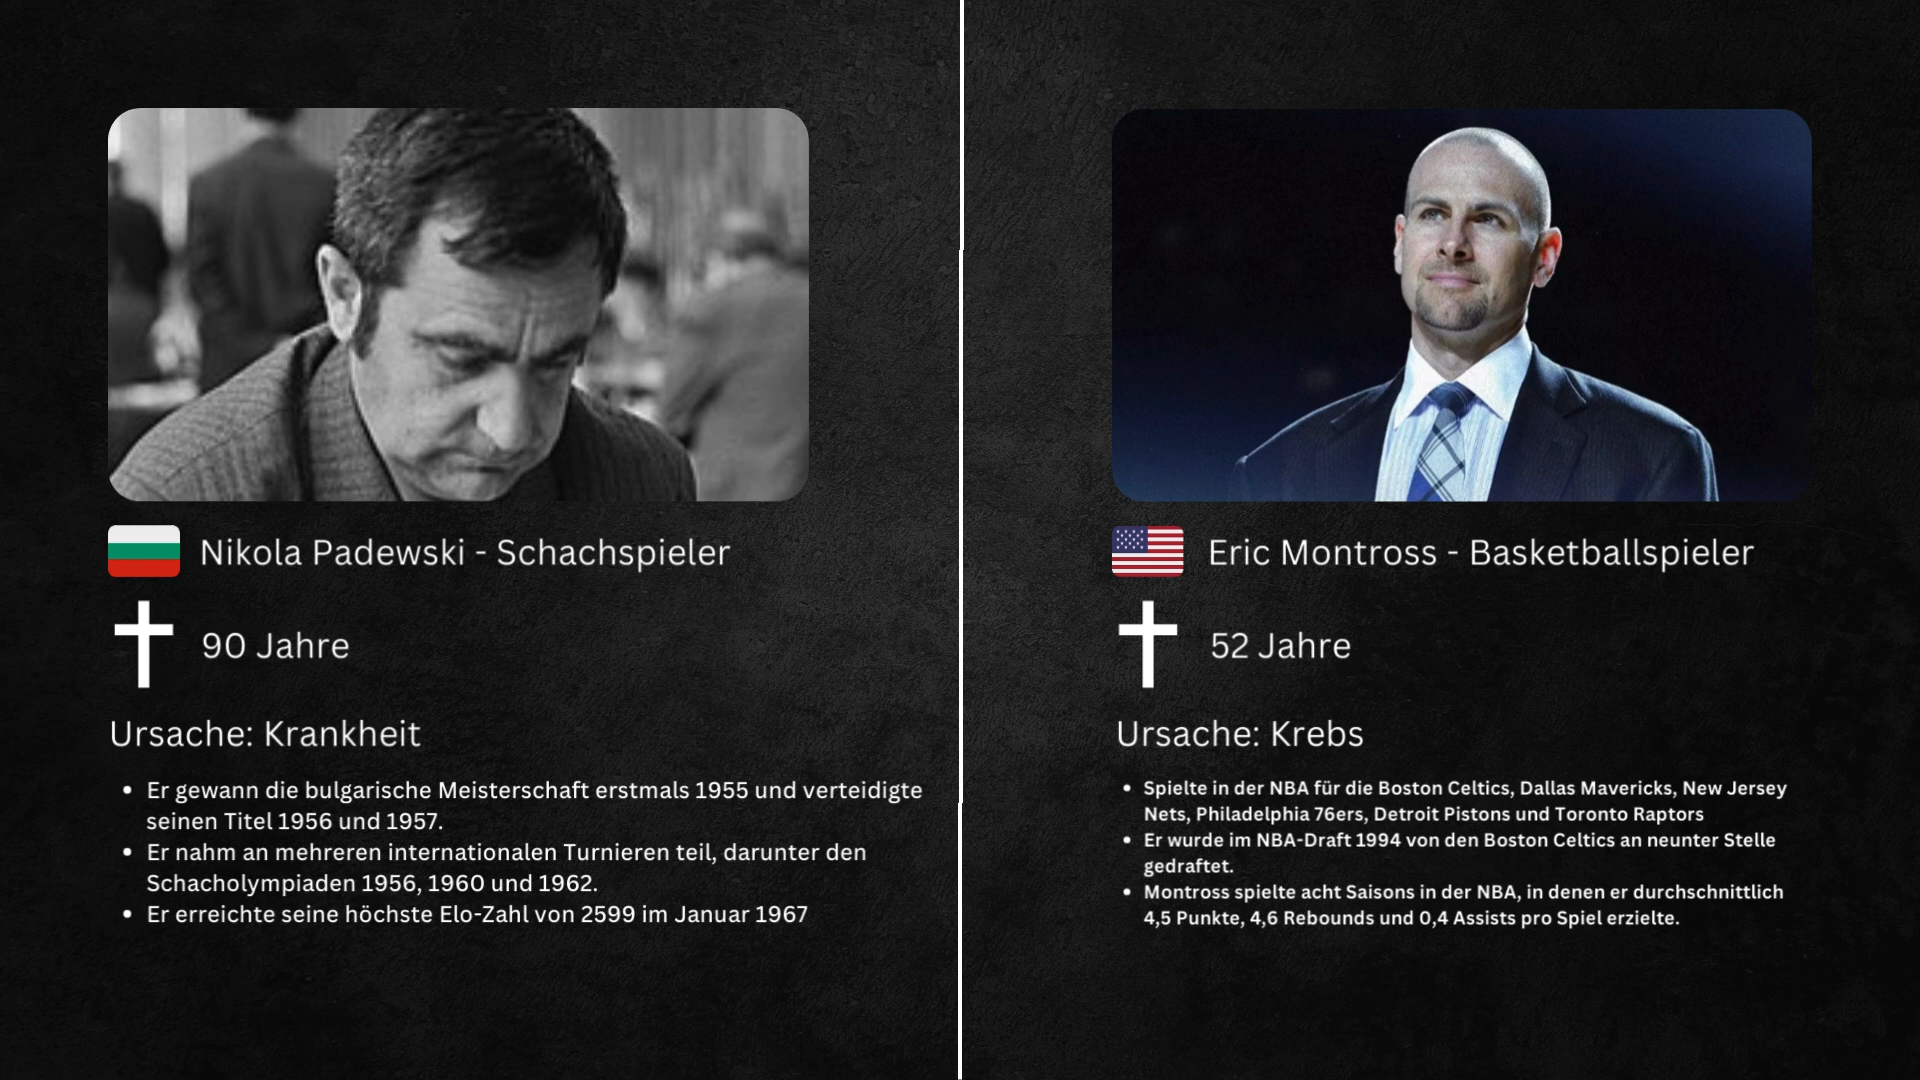 Nikola Padewski - Schachspieler
90 Jahre
Ursache: Krankheit
• Er gewann die bulgarische Meisterschaft erstmals 1955 und verteidigte
seinen Titel 1956 und 1957.
• Er nahm an mehreren internationalen Turnieren teil, darunter den
Schacholympiaden 1956, 1960 und 1962.
• Er erreichte seine höchste Elo-Zahl von 2599 im Januar 1967
Eric Montross - Basketballspieler
52 Jahre
Ursache: Krebs
• Spielte in der NBA für die Boston Celtics, Dallas Mavericks, New Jersey
Nets, Philadelphia 76ers, Detroit Pistons und Toronto Raptors
• Er wurde im NBA-Draft 1994 von den Boston Celtics an neunter Stelle
gedraftet.
• Montross spielte acht Saisons in der NBA, in denen er durchschnittlich
4,5 Punkte, 4,6 Rebounds und 0,4 Assists pro Spiel erzielte.